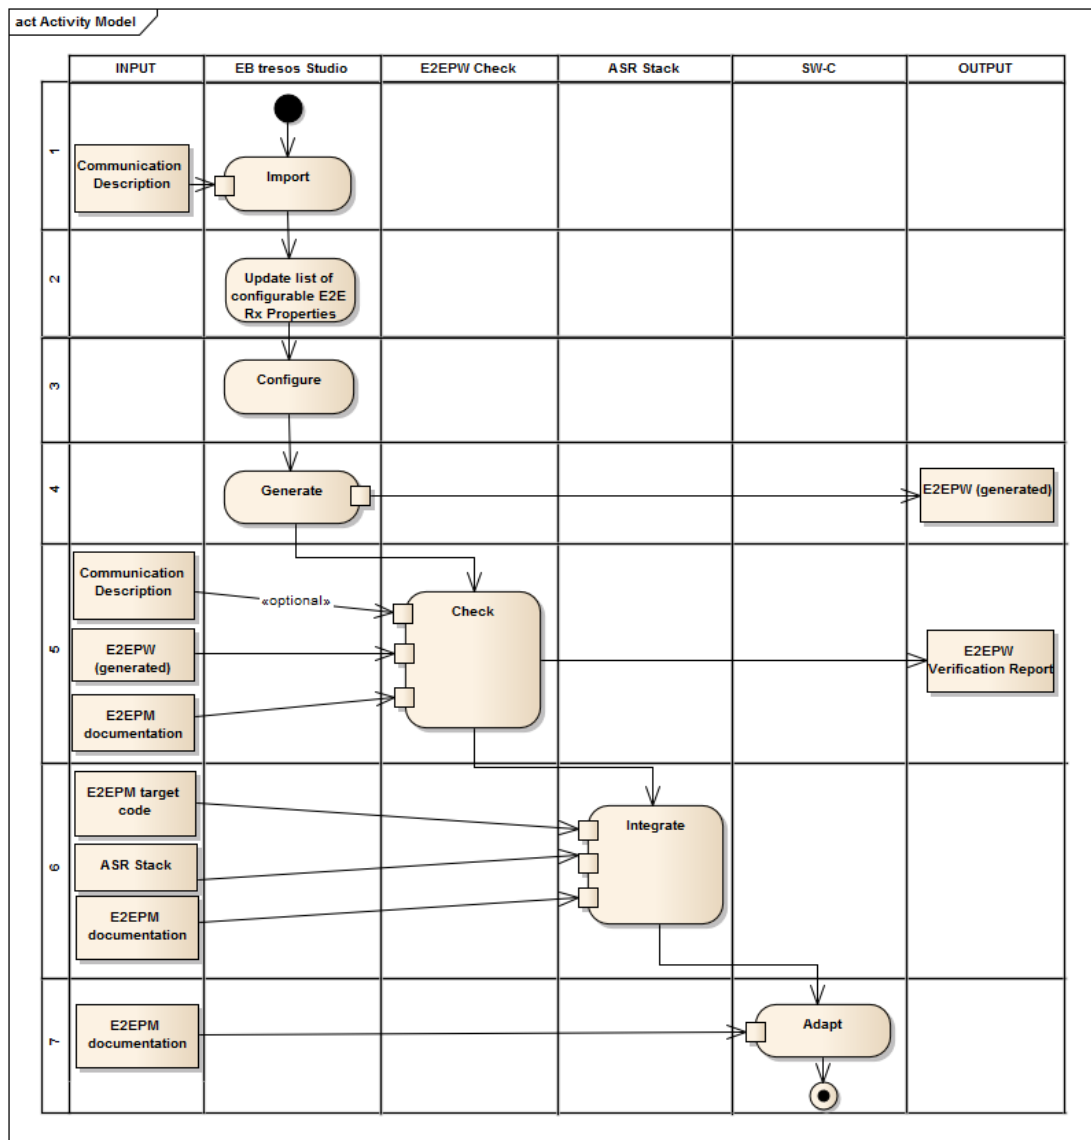 act Activity Model
INPUT
EB tresos Studio
E2EPW Check
ASR Stack
SW-C
OUTPUT
1
Communication
Description
Import
2
Update list of
configurable E2E
Rx Properties
3
Configure
4
Generate
E2EPW (generated)
5
Communication
Description
«optional»
Check
E2EPW
(generated)
E2EPW
Verification Report
E2EPM
documentation
6
E2EPM target
code
Integrate
ASR Stack
E2EPM
documentation
7
E2EPM
documentation
Adapt